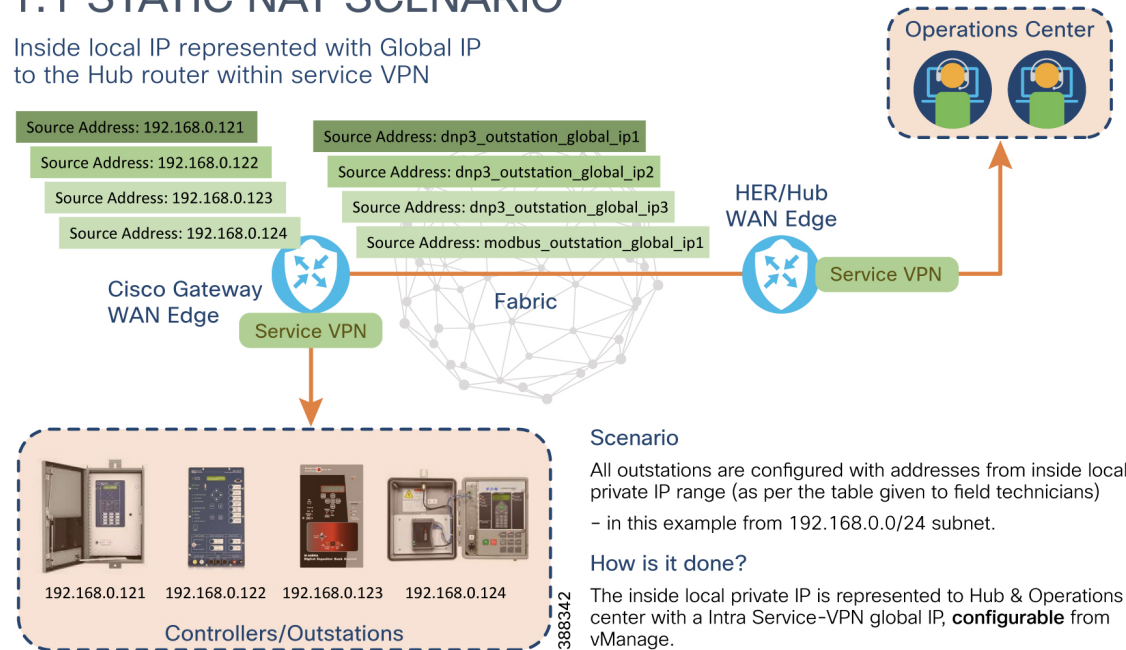 1:1 STATIC NAT SCENARIO
Inside local IP represented with Global IP
to the Hub router within service VPN
Operations Center
Source Address: 192.168.0.121
Source Address: 192.168.0.122
Source Address: 192.168.0.123
Source Address: 192.168.0.124
Source Address: dnp3_outstation_global_ip1
Source Address: dnp3_outstation_global_ip2
Source Address: dnp3_outstation_global_ip3
Source Address: modbus_outstation_global_ip1
HER/Hub
WAN Edge
Service VPN
Cisco Gateway
WAN Edge
Service VPN
Fabric
192.168.0.121
192.168.0.122
192.168.0.123
192.168.0.124
Controllers/Outstations
388342
Scenario
All outstations are configured with addresses from inside local
private IP range (as per the table given to field technicians)
- in this example from 192.168.0.0/24 subnet.
How is it done?
The inside local private IP is represented to Hub & Operations
center with a Intra Service-VPN global IP, configurable from
vManage.